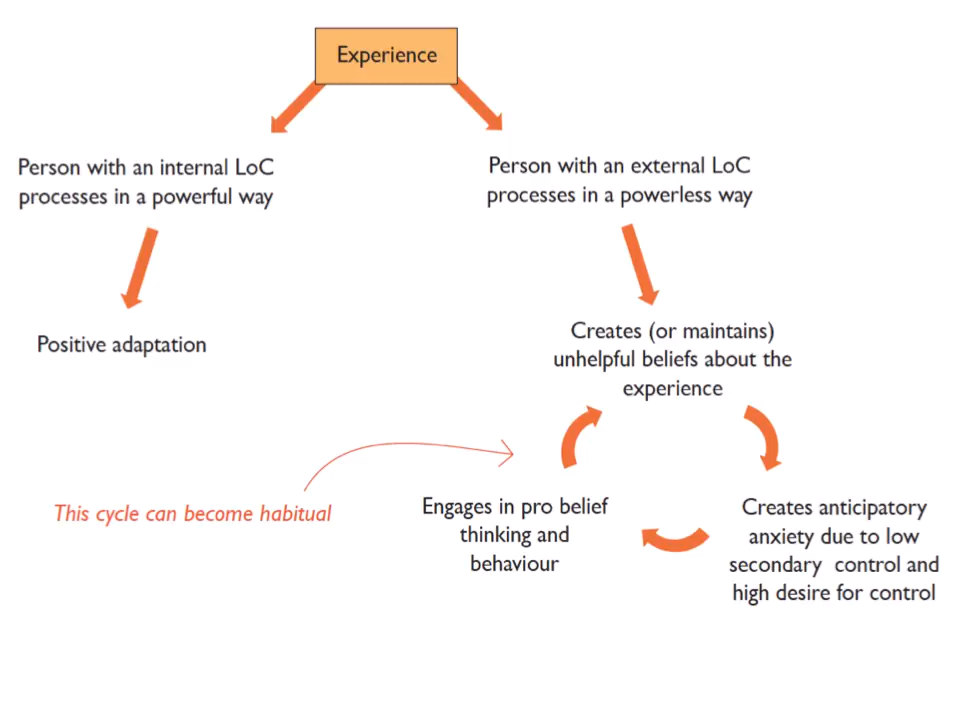 Experience
Person with an internal LoC
processes in a powerful way
Person with an external LoC
processes in a powerless way
Positive adaptation
Creates (or maintains)
unhelpful beliefs about the
experience
This cycle can become habitual
Engages in pro belief
thinking and
behaviour
Creates anticipatory
anxiety due to low
secondary control and
high desire for control